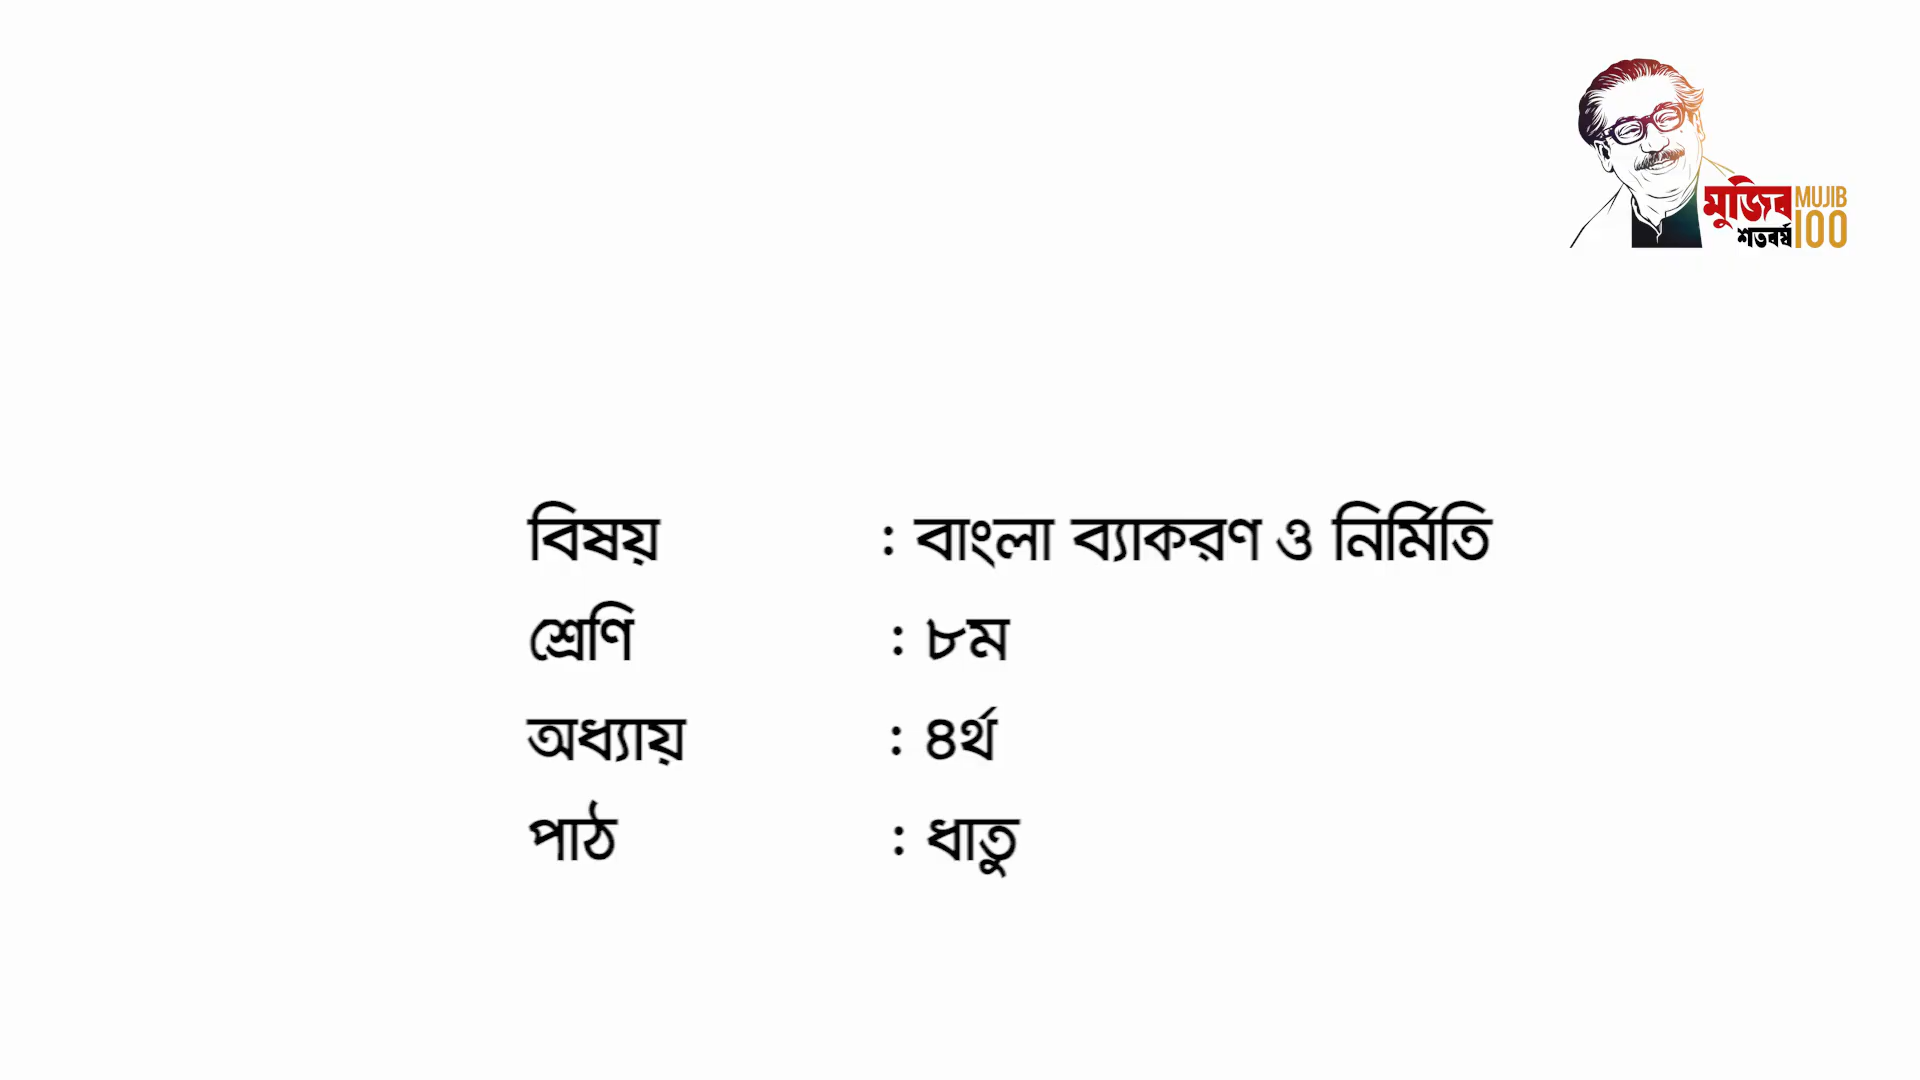 মুজিব MUJIB
শতবর্ষ 100
বিষয় : বাংলা ব্যাকরণ ও নির্মিতি
শ্রেণি : ৮ম
অধ্যায় : ৪র্থ
পাঠ : ধাতু